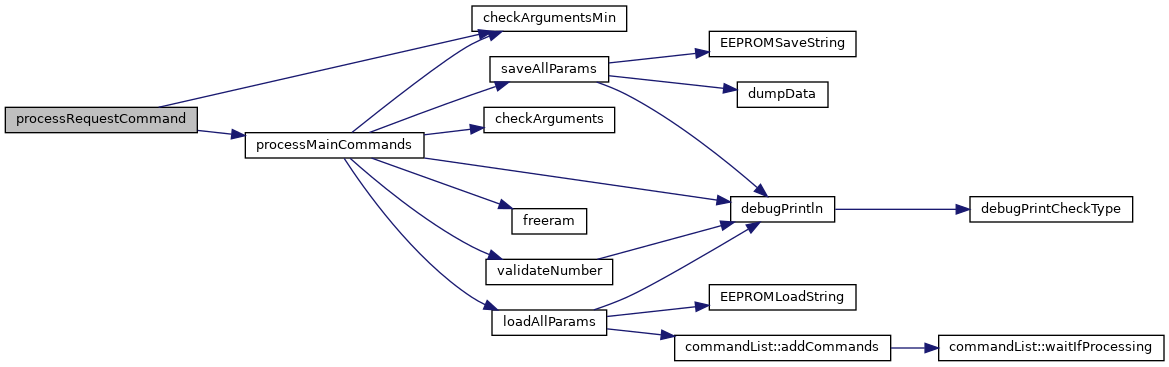 checkArgumentsMin
EEPROMSaveString
saveAllParams
dumpData
processRequestCommand
checkArguments
processMainCommands
debugPrintln
debugPrintCheckType
freeram
validateNumber
EEPROMLoadString
loadAllParams
commandList::addCommands
commandList::waitIfProcessing